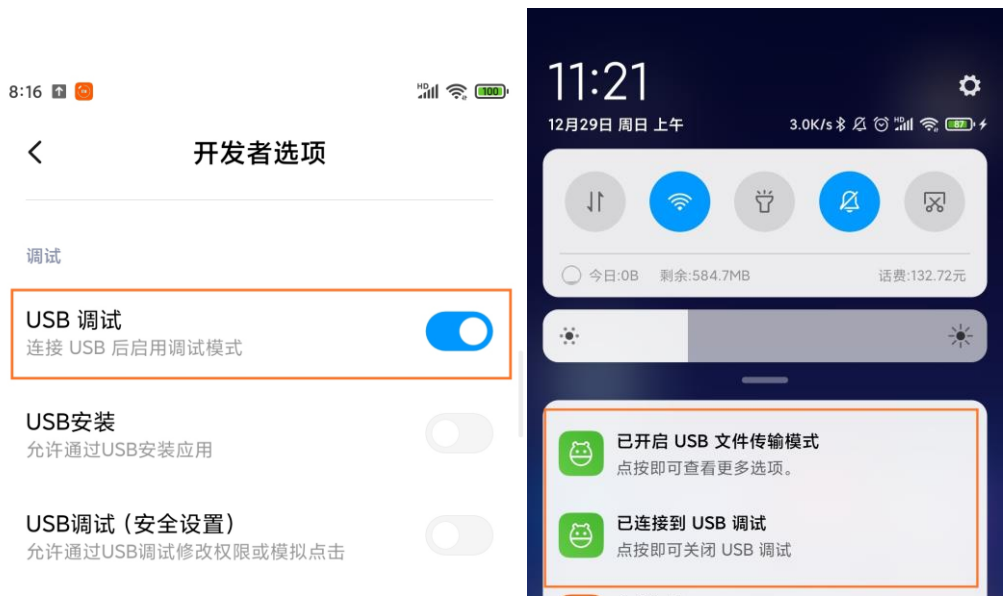 8:16
HD
100
开发者选项
调试
USB 调试
连接 USB 后启用调试模式
USB安装
允许通过USB安装应用
USB调试（安全设置）
允许通过USB调试修改权限或模拟点击
11:21
12月29日 周日 上午
3.0K/s
HD
87
今日:0B 剩余:584.7MB 话费:132.72元
已开启 USB 文件传输模式
点按即可查看更多选项。
已连接到 USB 调试
点按即可关闭 USB 调试